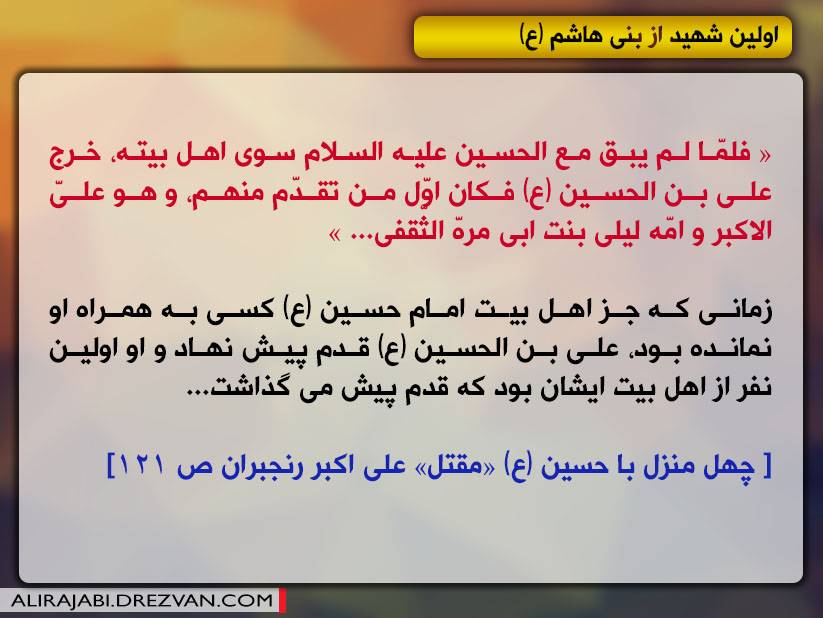 اولین شهید از بنی هاشم (ع)
« فلمّا لم یبق مع الحسین علیه السلام سوی اهل بیته، خرج
علی بن الحسین (ع) فکان اوّل من تقدّم منهم، و هو علیّ
الاکبر و امّه لیلی بنت ابی مرهّ الثّقفی... »
زمانی که جز اهل بیت امام حسین (ع) کسی به همراه او
نمانده بود، علی بن الحسین (ع) قدم پیش نهاد و او اولین
نفر از اهل بیت ایشان بود که قدم پیش می گذاشت...
[ چهل منزل با حسین (ع) «مقتل» علی اکبر رنجبران ص ۱۲۱]
ALIRAJABI.DREZVAN.COM